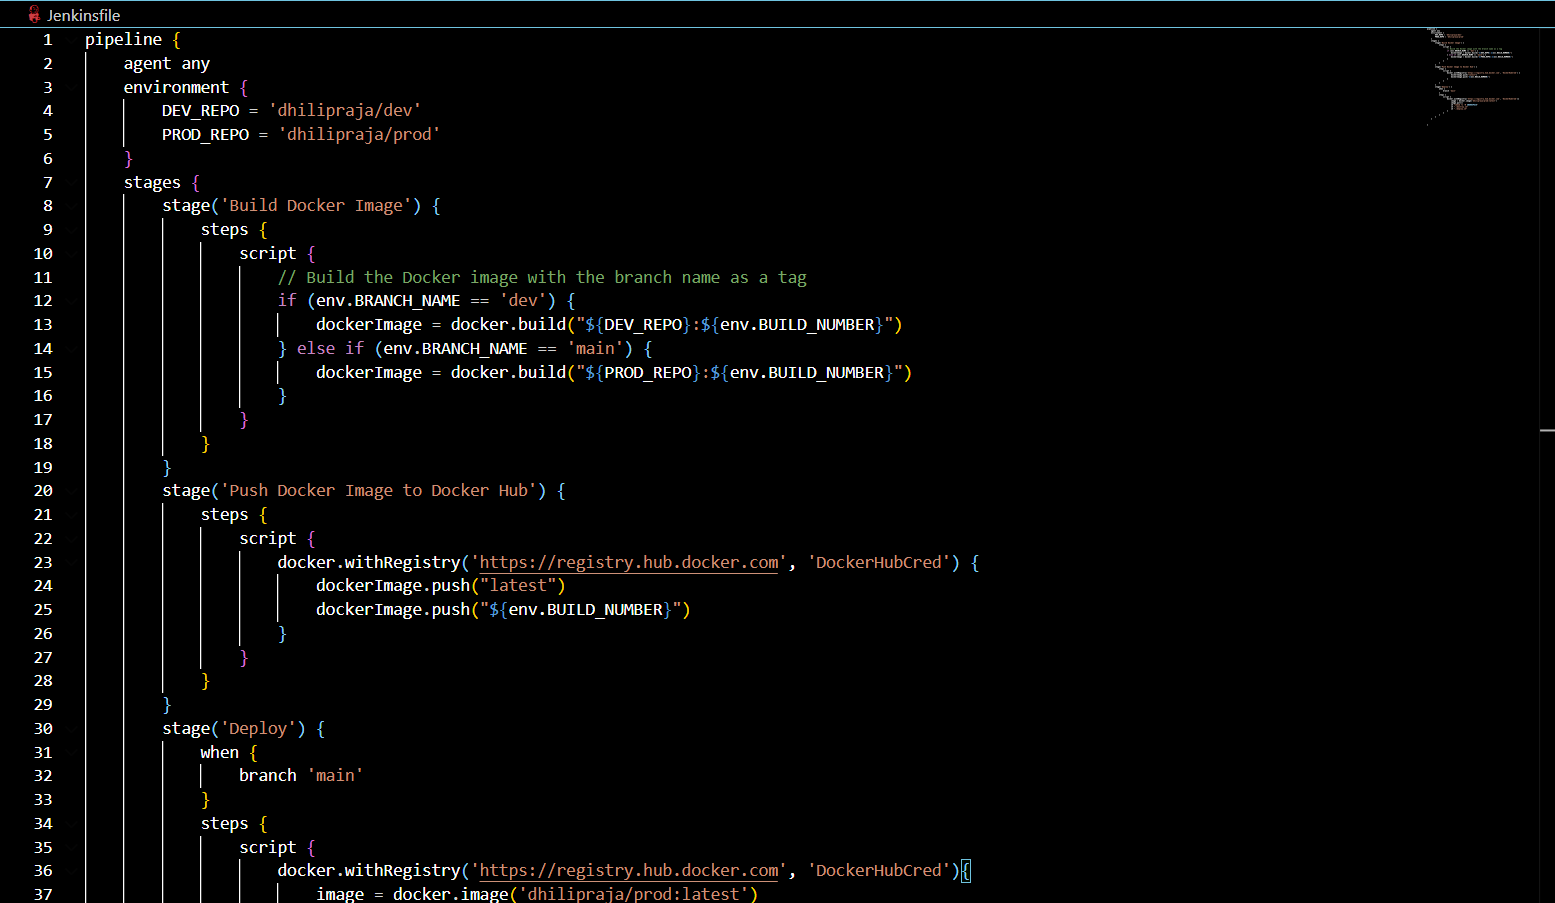 Jenkinsfile
1 pipeline {
2 agent any
3 environment {
4 DEV_REPO = 'dhilipraja/dev'
5 PROD_REPO = 'dhilipraja/prod'
6 }
7 stages {
8 stage('Build Docker Image') {
9 steps {
10 script {
11 // Build the Docker image with the branch name as a tag
12 if (env.BRANCH_NAME == 'dev') {
13 dockerImage = docker.build("${DEV_REPO}:${env.BUILD_NUMBER}")
14 } else if (env.BRANCH_NAME == 'main') {
15 dockerImage = docker.build("${PROD_REPO}:${env.BUILD_NUMBER}")
16 }
17 }
18 }
19 }
20 stage('Push Docker Image to Docker Hub') {
21 steps {
22 script {
23 docker.withRegistry('https://registry.hub.docker.com', 'DockerHubCred') {
24 dockerImage.push("latest")
25 dockerImage.push("${env.BUILD_NUMBER}")
26 }
27 }
28 }
29 }
30 stage('Deploy') {
31 when {
32 branch 'main'
33 }
34 steps {
35 script {
36 docker.withRegistry('https://registry.hub.docker.com', 'DockerHubCred'){
37 image = docker.image('dhilipraja/prod:latest')